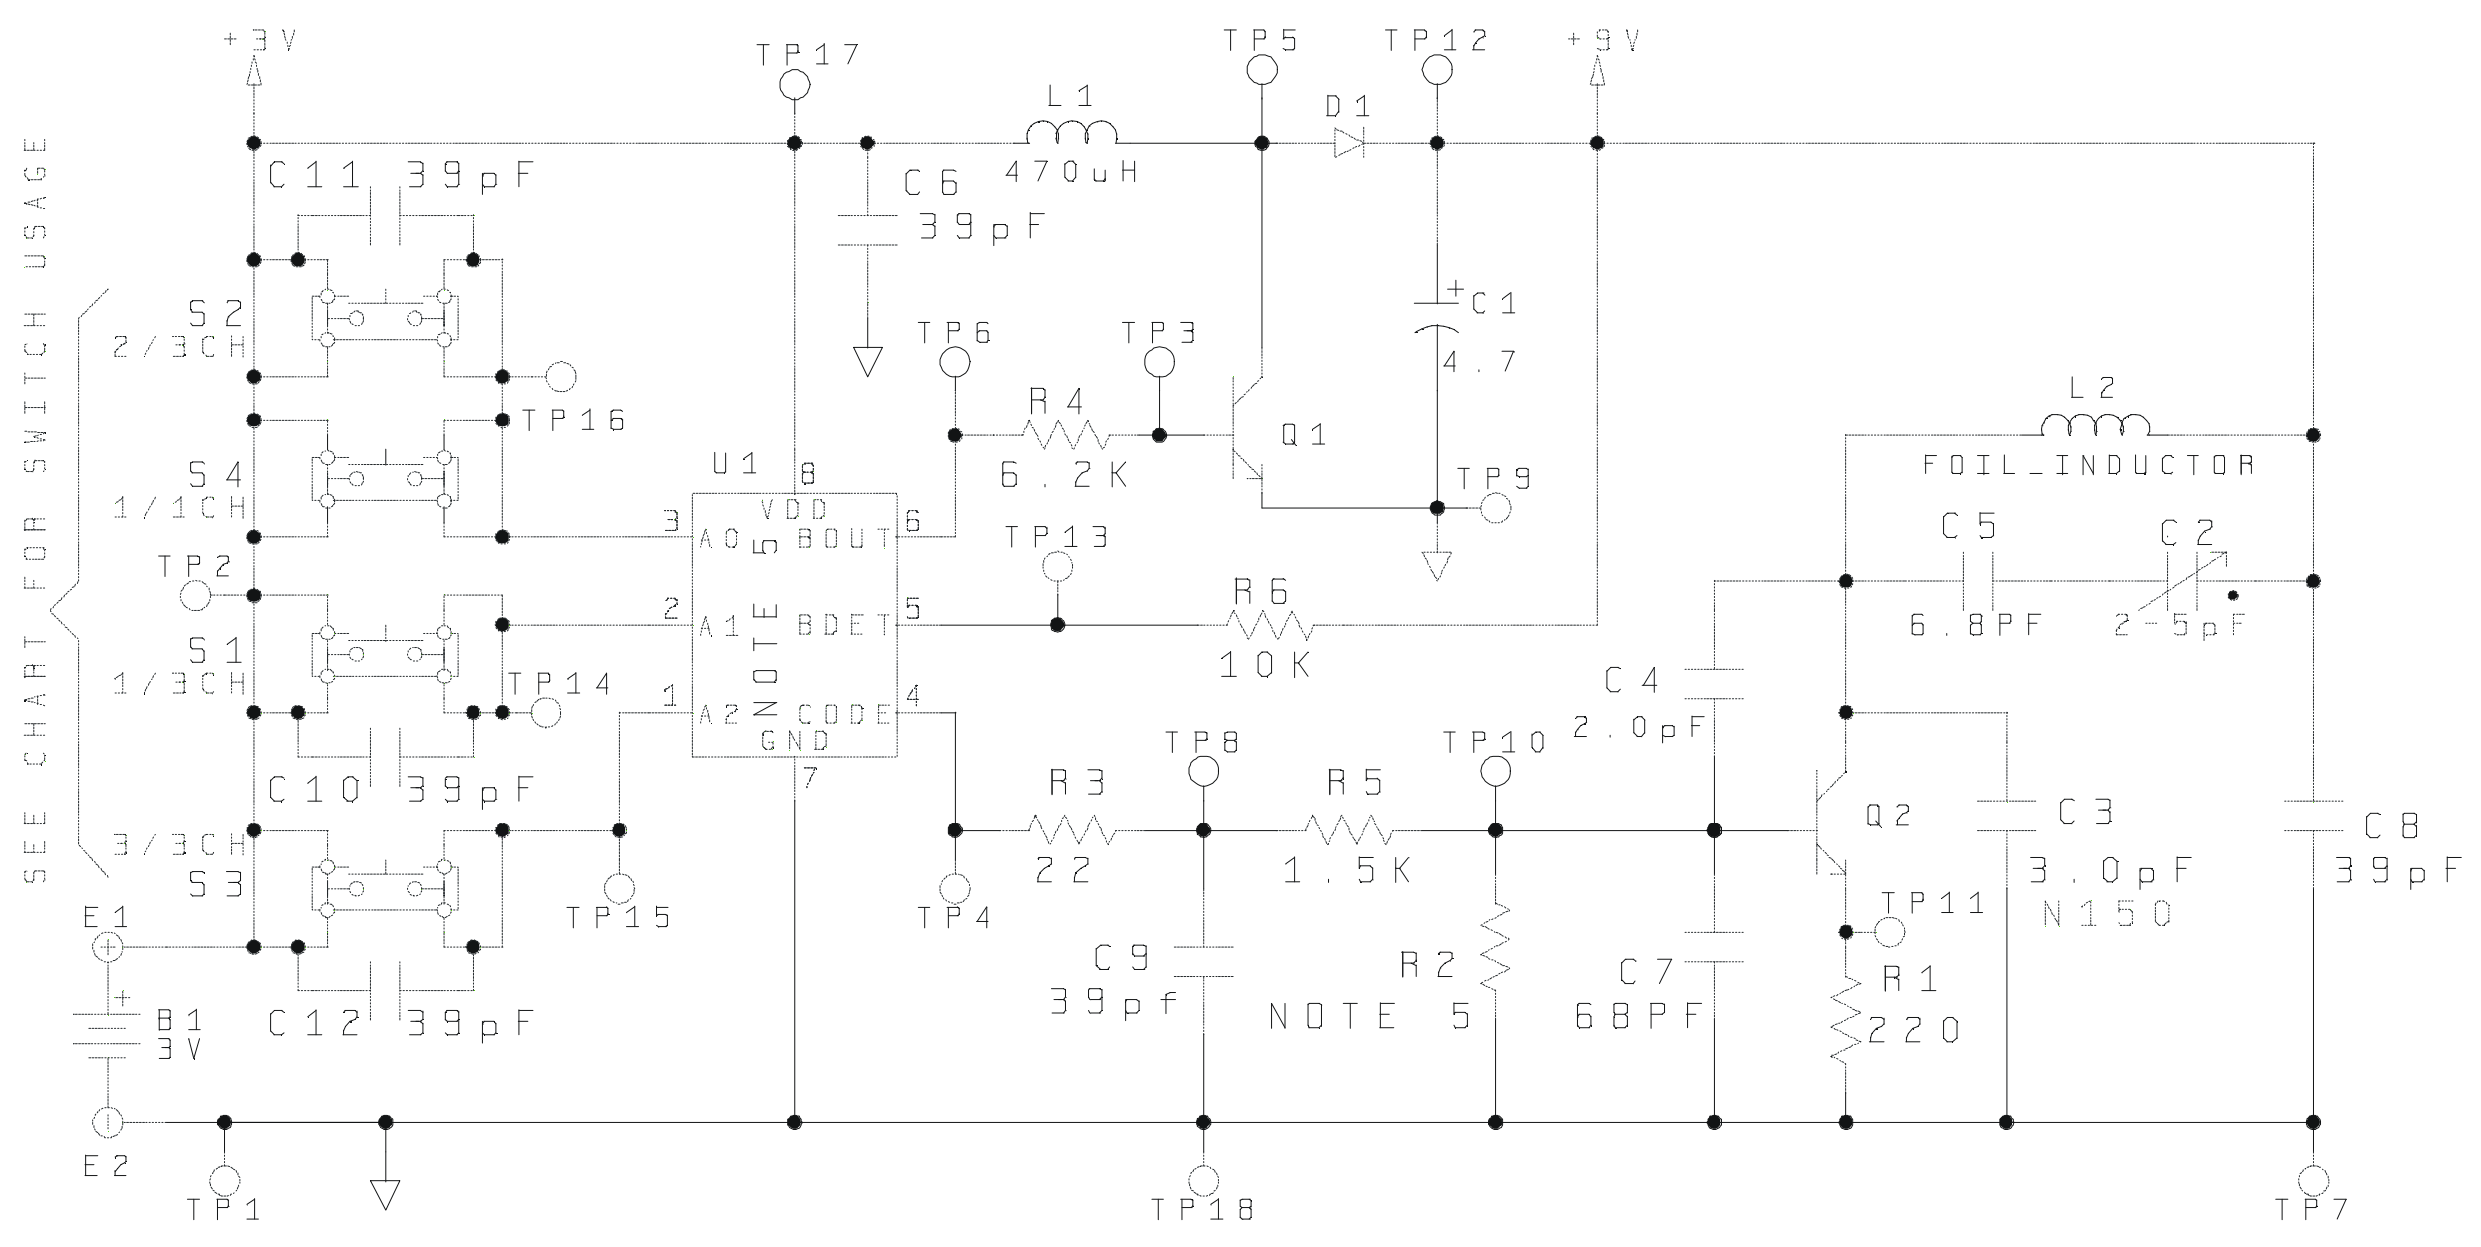 +3V
TP17
TP5
TP12
+9V
L1
470uH
D1
C11 39pF
C6
39pF
SEE CHART FOR SWITCH USAGE
S2
2/3CH
TP16
TP6
TP3
+
C1
4.7
R4
6.2K
Q1
L2
FOIL_INDUCTOR
S4
1/1CH
TP2
U1
8
VDD
3
A0
BOUT
6
NOTE 5
TP13
TP9
C5
6.8PF
C2
2-5pF
2
A1
BDET
5
R6
10K
S1
1/3CH
TP14
1
A2
CODE
4
GND
7
C4
2.0pF
C10 39pF
TP8
TP10
R3
22
R5
1.5K
Q2
C3
3.0pF
N150
C8
39pF
3/3CH
S3
TP15
TP4
TP11
E1
C9
39pf
R2
NOTE 5
C7
68PF
R1
220
+
B1
3V
C12 39pF
E2
TP1
TP18
TP7